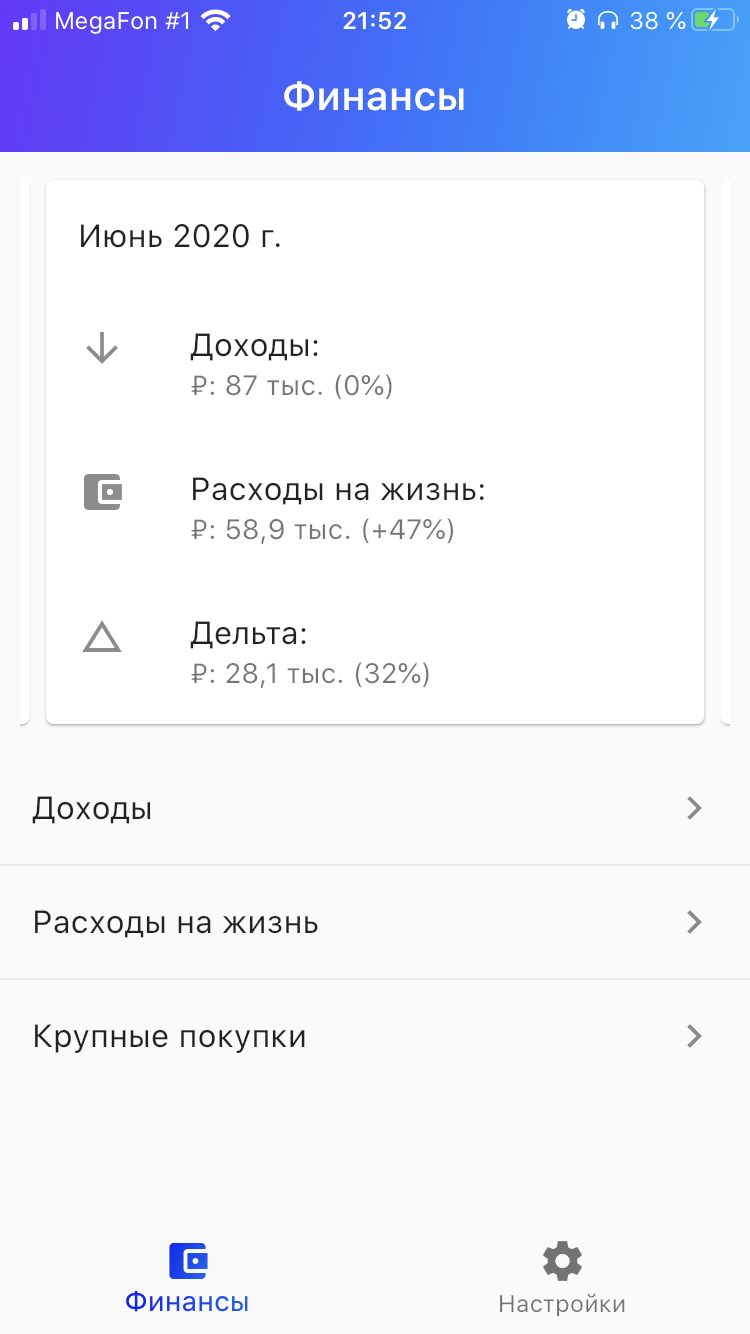 MegaFon #1 21:52 38 %
Финансы
Июнь 2020 г.
Доходы:
₽: 87 тыс. (0%)
Расходы на жизнь:
₽: 58,9 тыс. (+47%)
Дельта:
₽: 28,1 тыс. (32%)
Доходы
Расходы на жизнь
Крупные покупки
Финансы Настройки